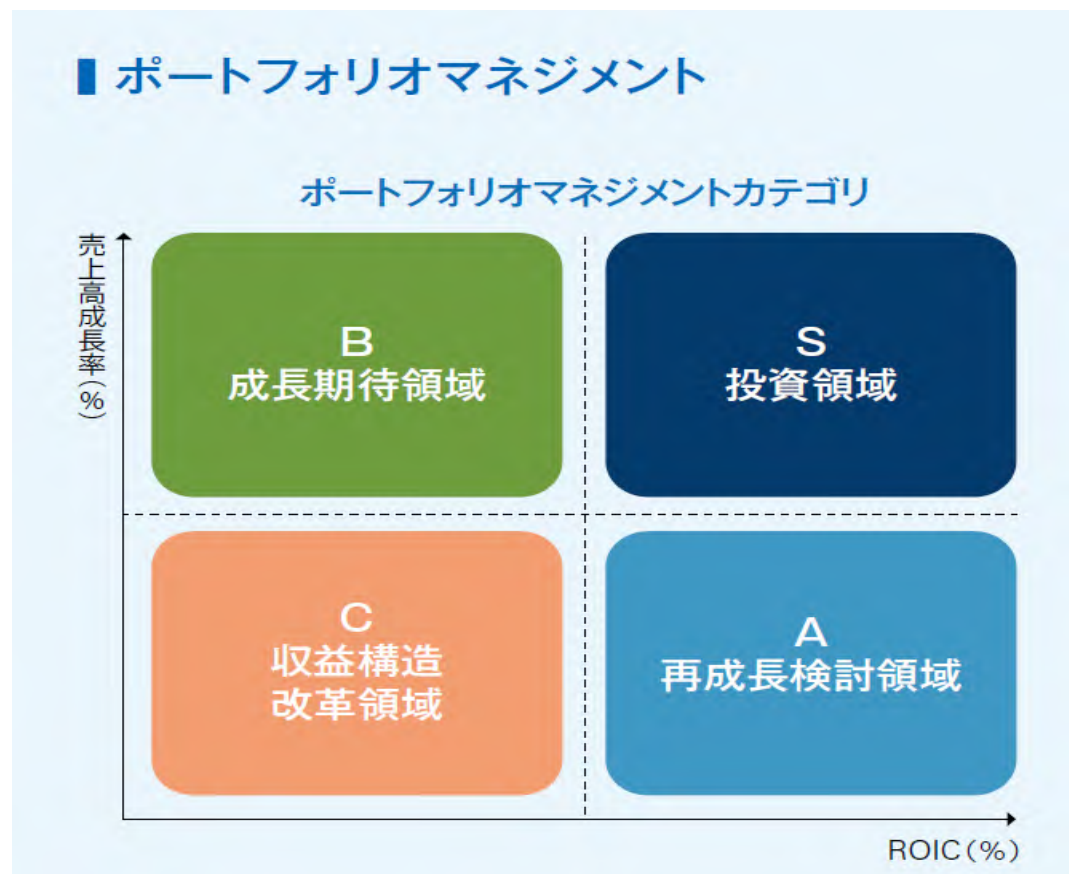 ポートフォリオマネジメント
ポートフォリオマネジメントカテゴリ
売上高成長率(%)
B
成長期待領域
S
投資領域
C
収益構造
改革領域
A
再成長検討領域
ROIC(%)